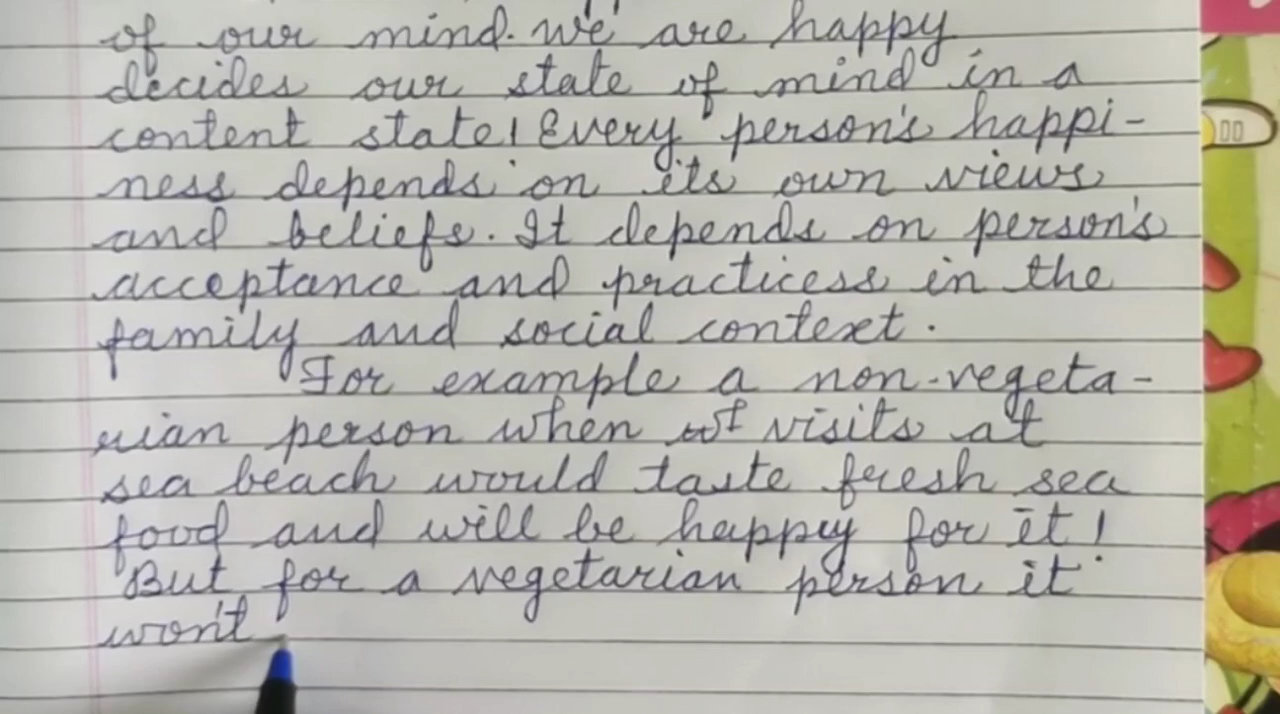 of our mind. we are happy
decides our state of mind in a
content state! Every person's happi-
ness depends on its own views
and beliefs. It depends on person's
acceptance and practicess in the
family and social context.
For example a non-vegeta-
rian person when visits at
sea beach would taste fresh sea
food and will be happy for it!
But for a vegetarian person it
won't